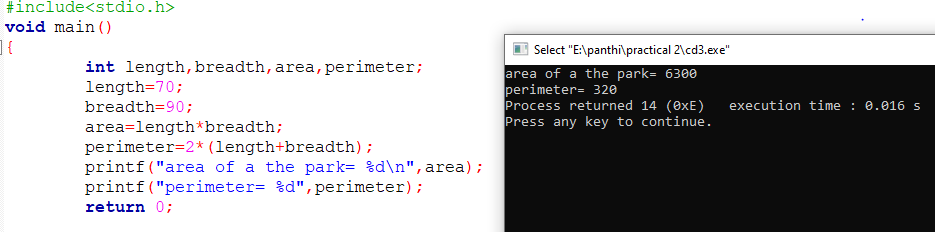 #include<stdio.h>
void main()
{
int length,breadth,area,perimeter;
length=70;
breadth=90;
area=length*breadth;
perimeter=2*(length+breadth);
printf("area of a the park= %d\n",area);
printf("perimeter= %d",perimeter);
return 0;
Select "E:\panthi\practical 2\cd3.exe"
area of a the park= 6300
perimeter= 320
Process returned 14 (0xE)   execution time : 0.016 s
Press any key to continue.